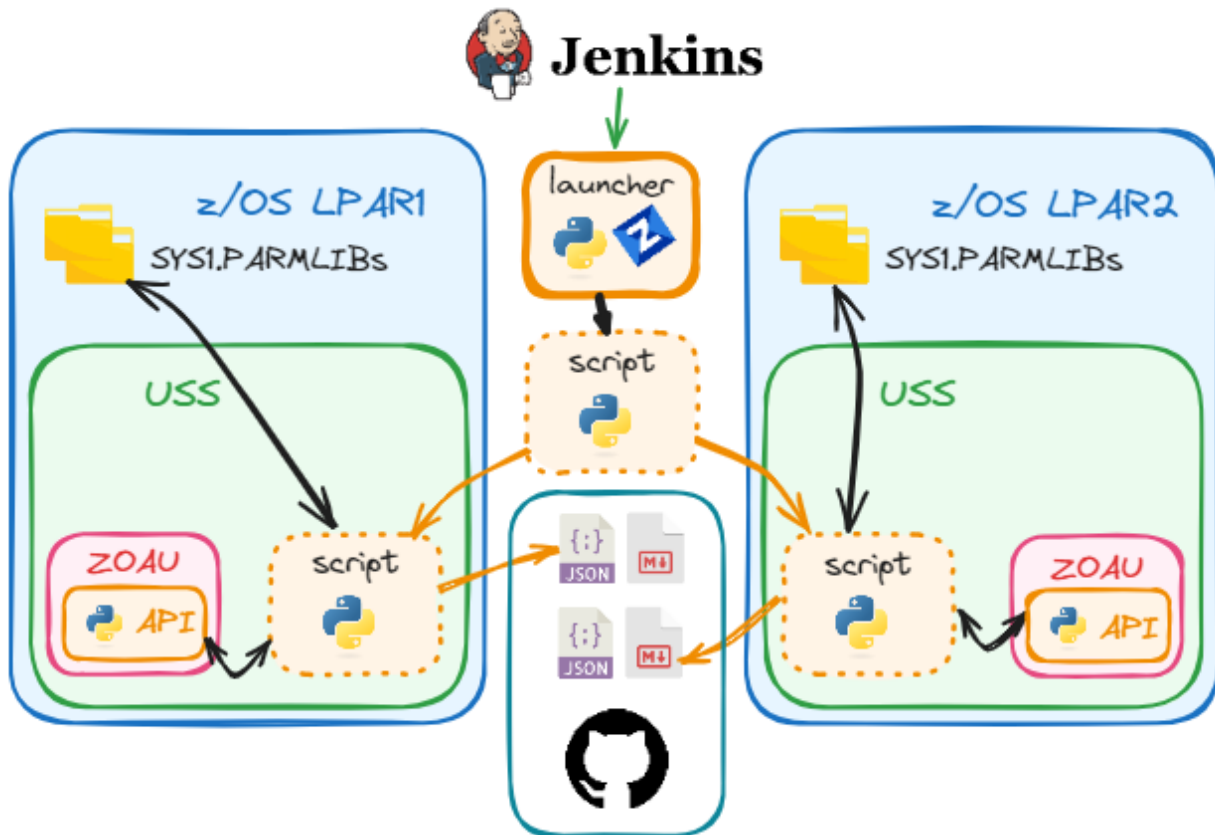 Jenkins
launcher
z/OS LPAR1
SYS1.PARMLIBs
USS
ZOAU
API
script
script
{;}
JSON
M↓
{;}
JSON
M↓
z/OS LPAR2
SYS1.PARMLIBs
USS
script
ZOAU
API